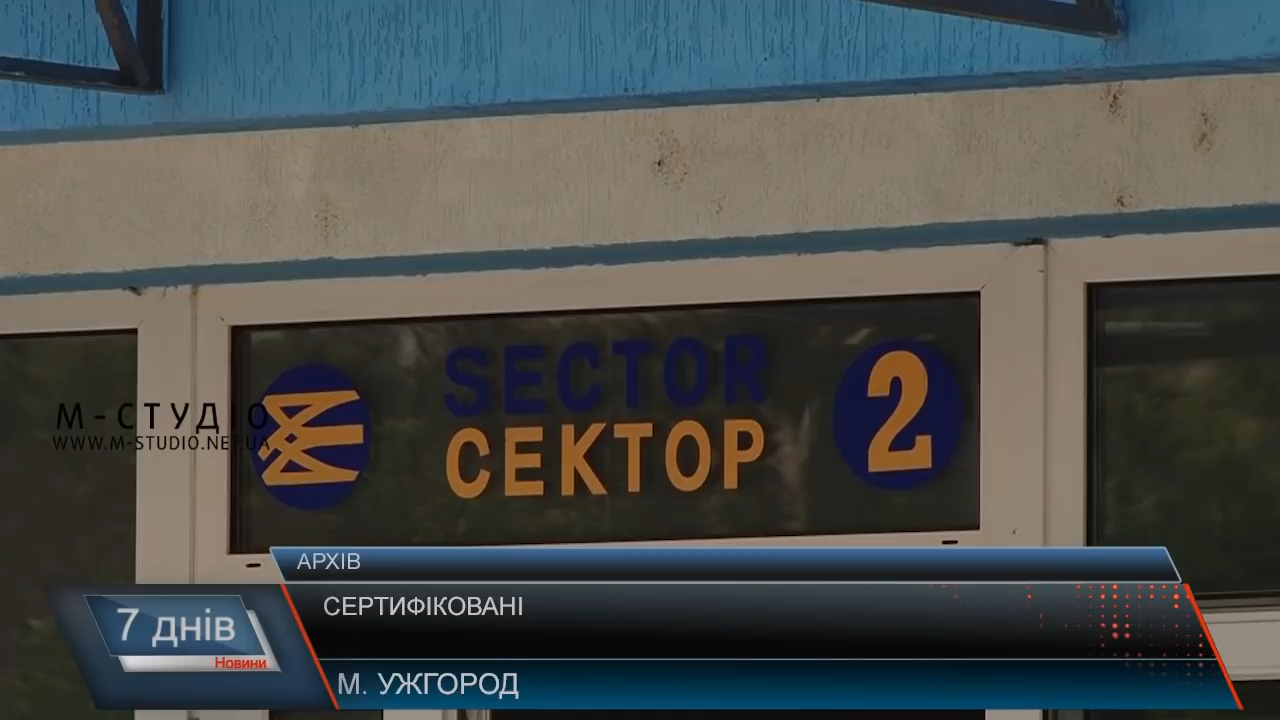 SECTOR
СЕКТОР
2
М-СТУДІО
WWW.M-STUDIO.NET.UA
АРХІВ
СЕРТИФІКОВАНІ
7 днів
Новини
М. УЖГОРОД